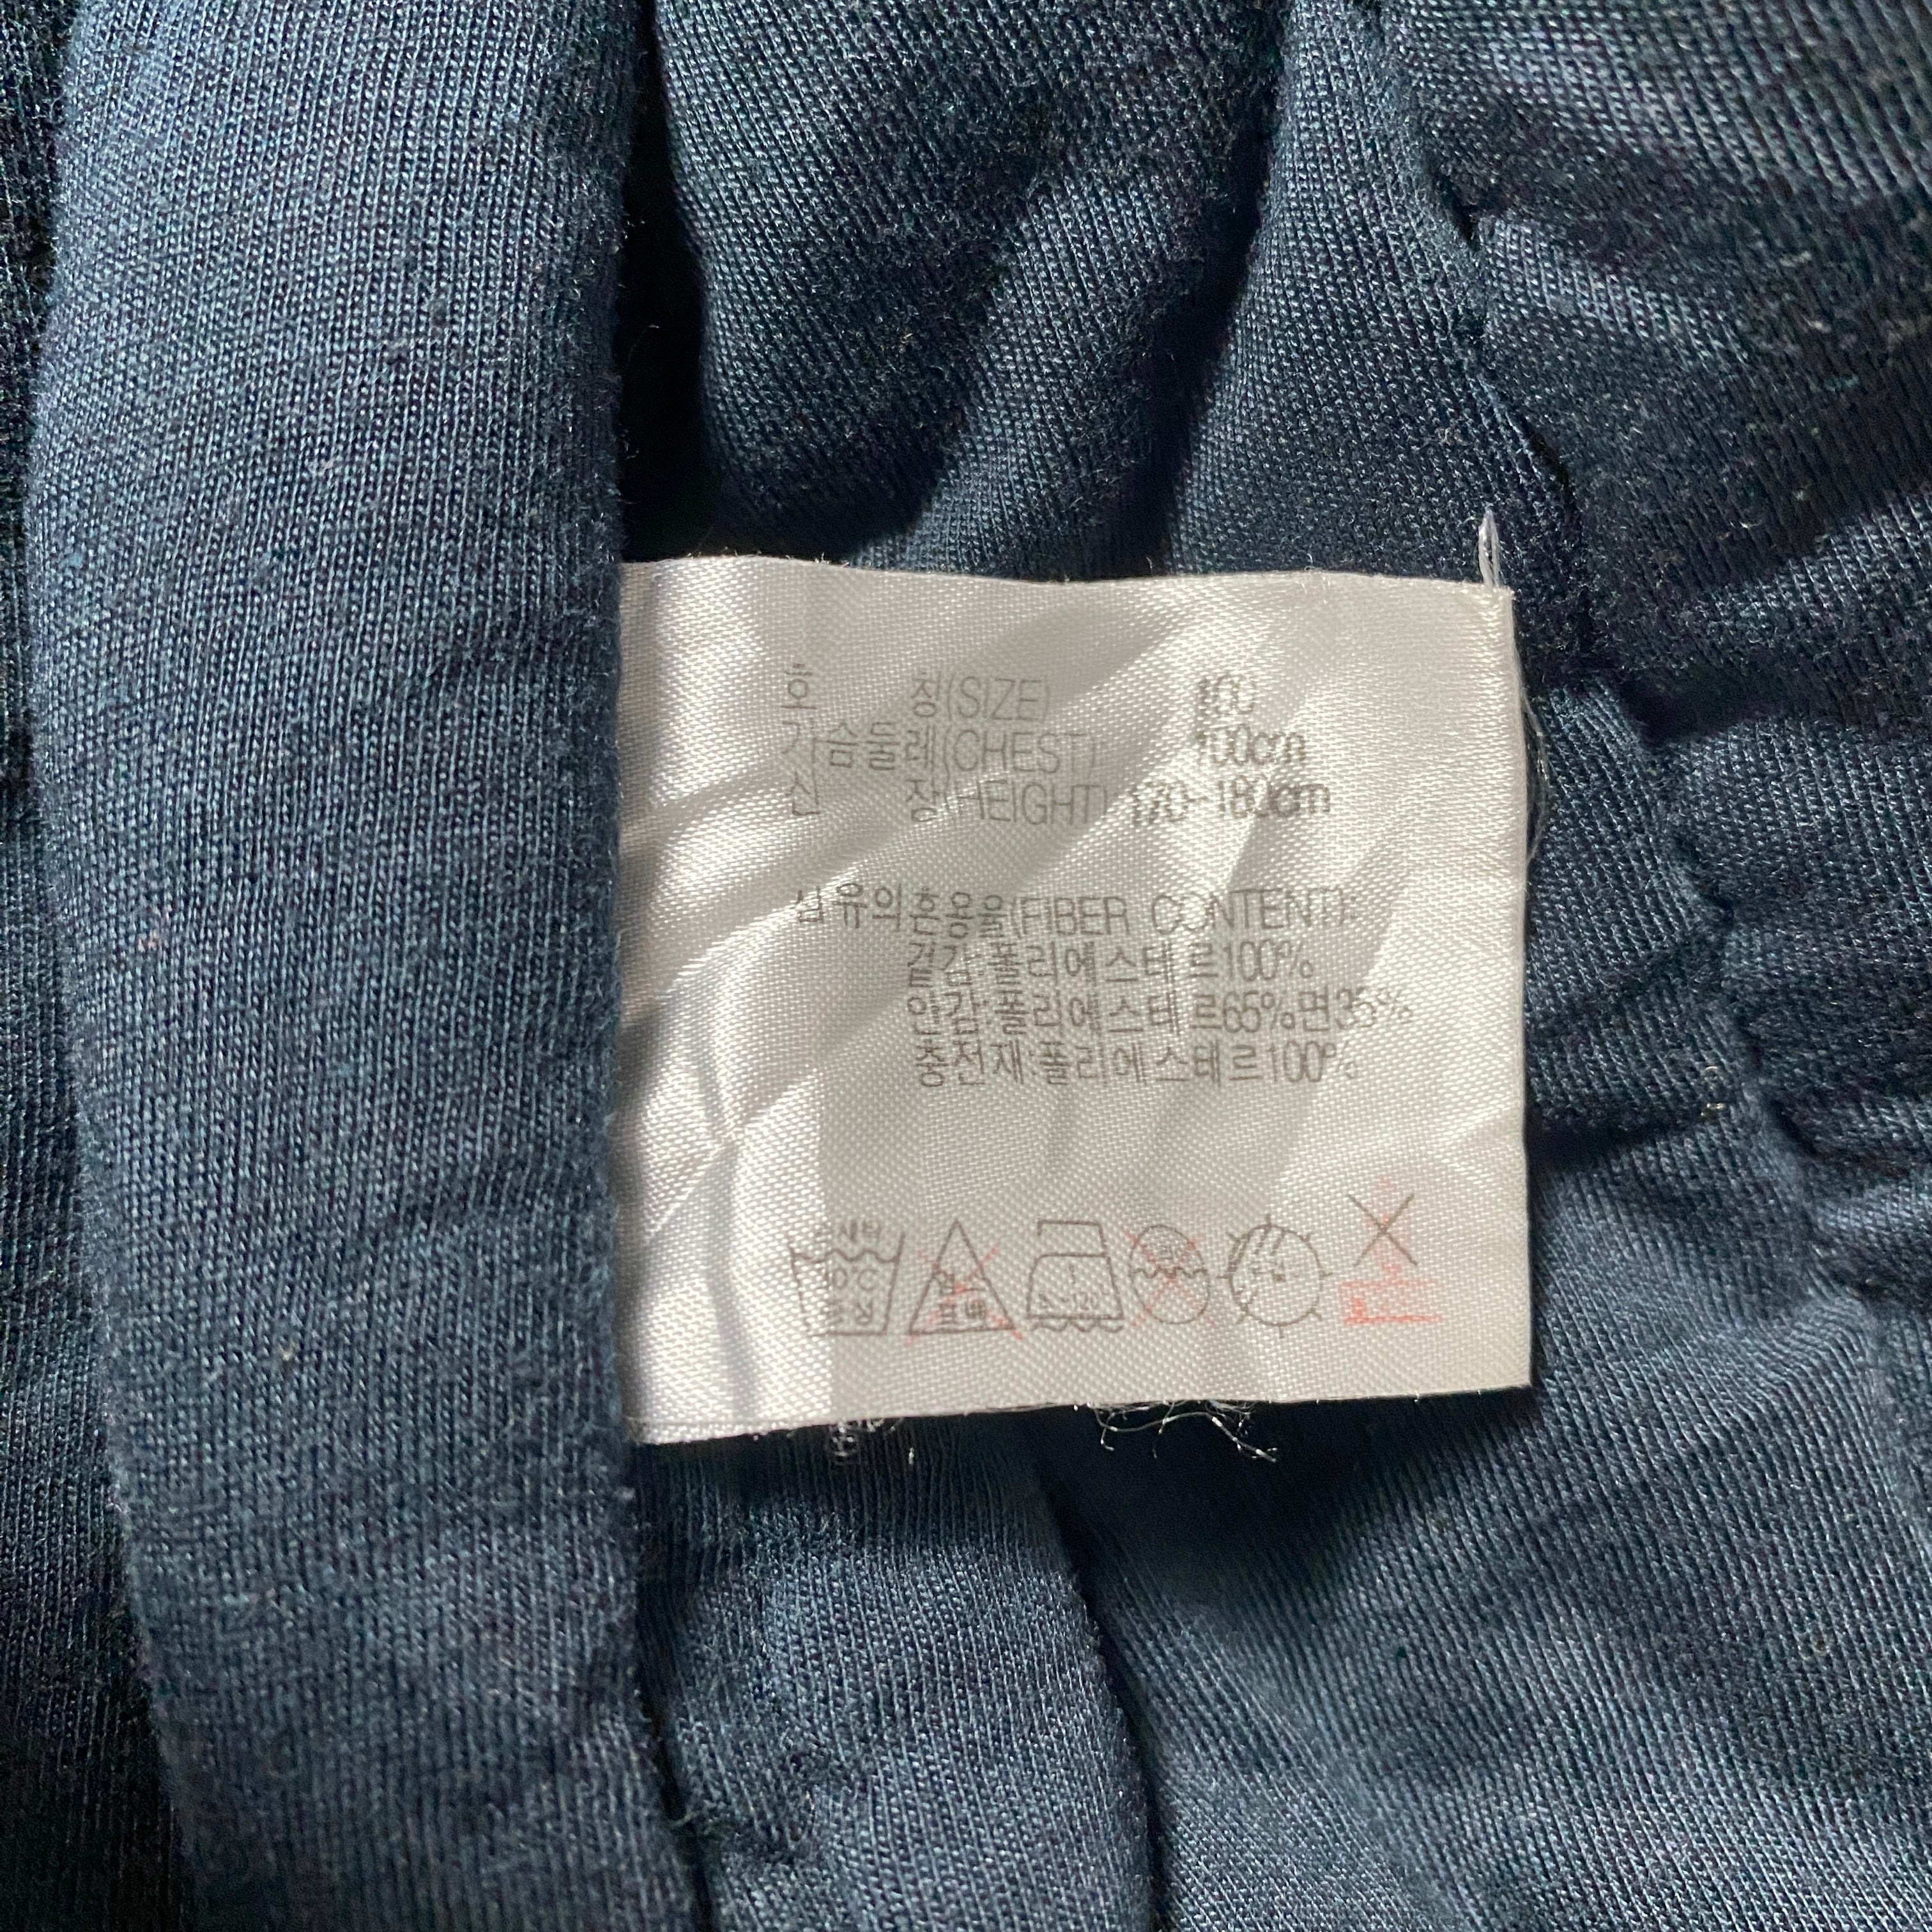 호 칭(SIZE) 100
가슴둘레(CHEST) 100cm
신 장(HEIGHT) 170-180cm
섬유의혼용율(FIBER CONTENT):
겉감:폴리에스테르100%
안감:폴리에스테르65%면35%
충전재:폴리에스테르100%